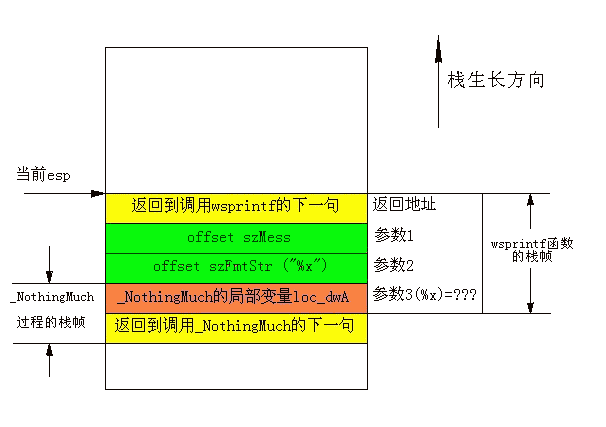 栈生长方向
当前esp
返回到调用wsprintf的下一句
返回地址
offset szMess
参数1
wsprintf函数
的栈帧
offset szFmtStr ("%x")
参数2
_NothingMuch
过程的栈帧
_NothingMuch的局部变量loc_dwA
参数3(%x)=???
返回到调用_NothingMuch的下一句